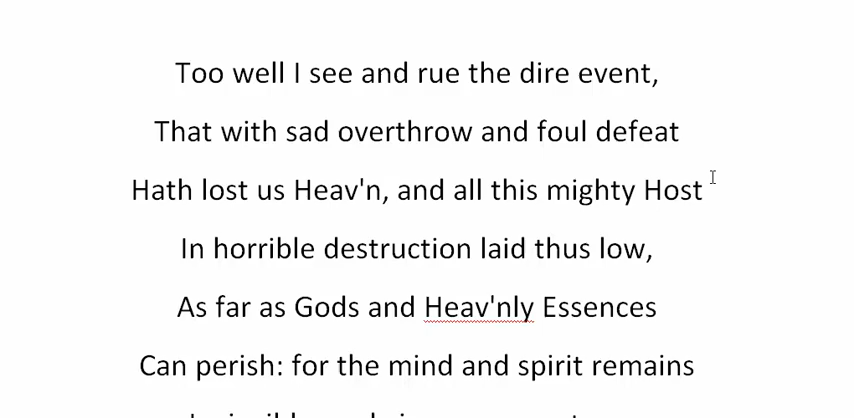 Too well I see and rue the dire event,
That with sad overthrow and foul defeat
Hath lost us Heav'n, and all this mighty Host
In horrible destruction laid thus low,
As far as Gods and Heav'nly Essences
Can perish: for the mind and spirit remains